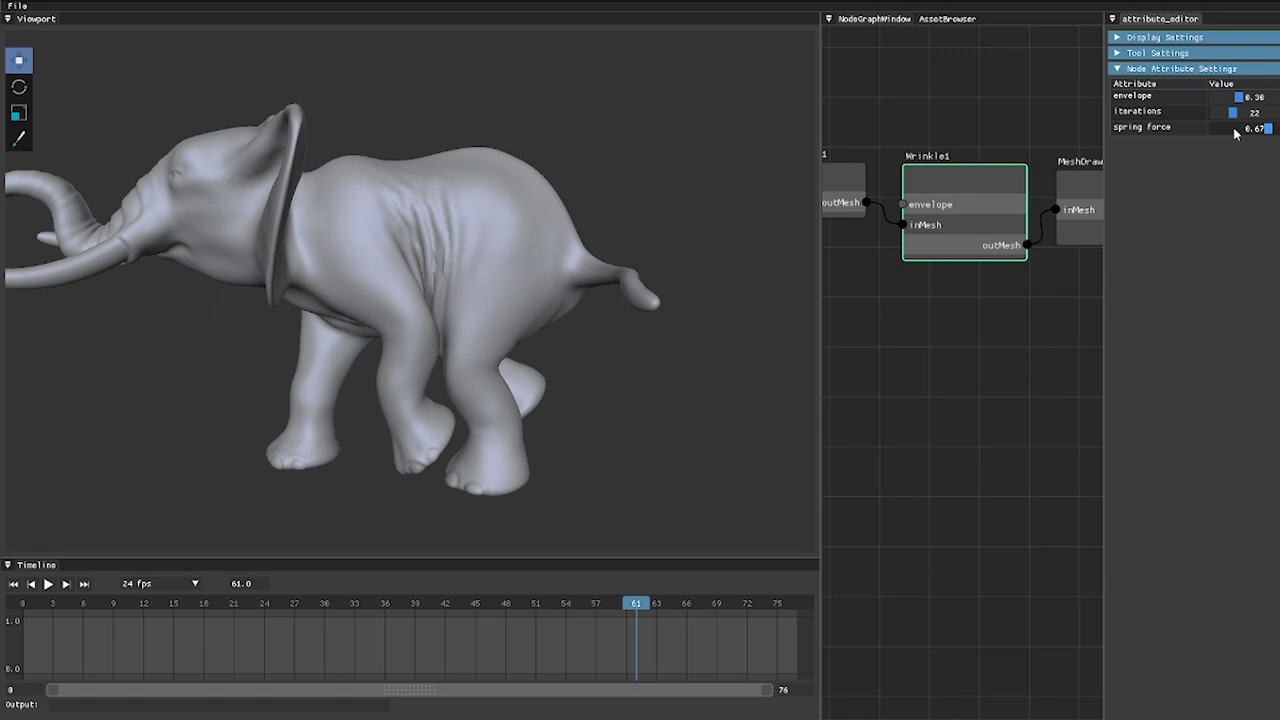 File
Viewport
NodeGraphWindow AssetBrowser
attribute_editor
Display Settings
Tool Settings
Node Attribute Settings
Attribute Value
envelope 0.30
iterations 22
spring force 0.67
1
outMesh
Wrinkle1
envelope
inMesh
outMesh
MeshDraw
inMesh
Timeline
24 fps 61.0
0 3 6 9 12 15 18 21 24 27 30 33 36 39 42 45 48 51 54 57 61 63 66 69 72 75
1.0
0.0
0 76
Output: